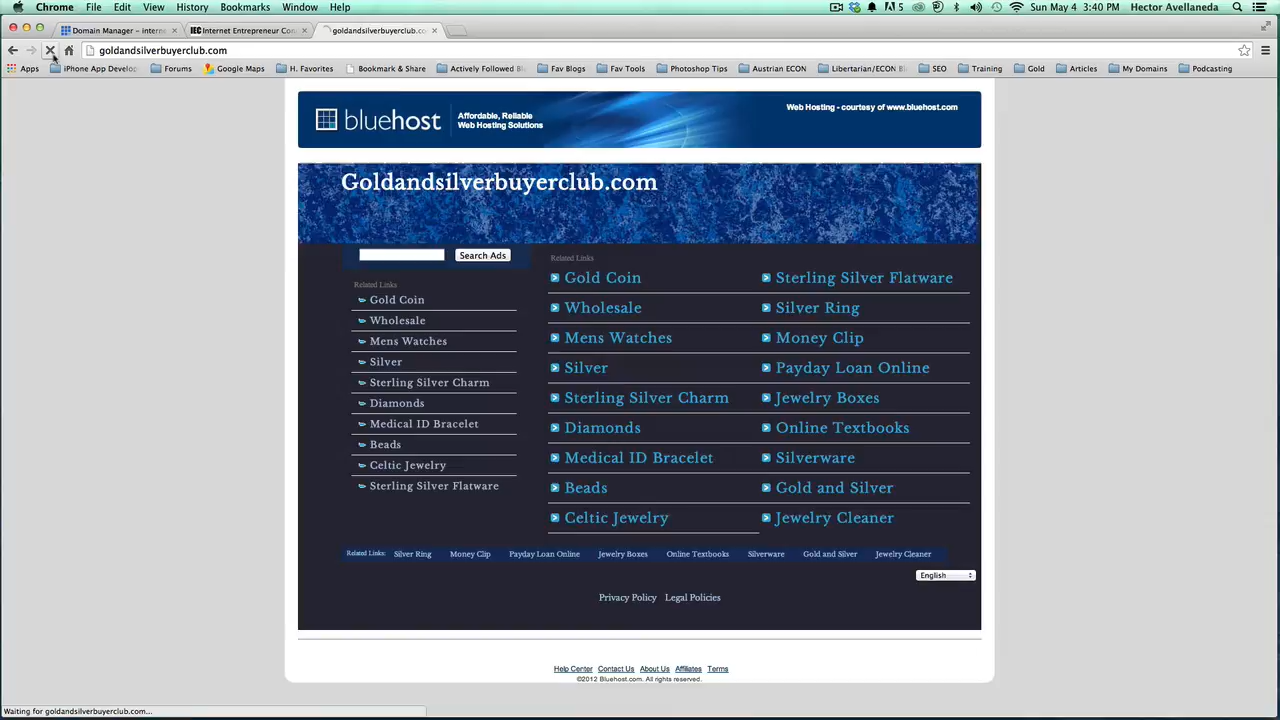 Chrome File Edit View History Bookmarks Window Help 5 Sun May 4 3:40 PM Hector Avellaneda
Domain Manager – interne Internet Entrepreneur Con goldandsilverbuyerclub.com
goldandsilverbuyerclub.com
Apps iPhone App Develop Forums Google Maps H. Favorites Bookmark & Share Actively Followed Bl Fav Blogs Fav Tools Photoshop Tips Austrian ECON Libertarian/ECON Bl SEO Training Gold Articles My Domains Podcasting
bluehost
Affordable, Reliable
Web Hosting Solutions
Web Hosting - courtesy of www.bluehost.com
Goldandsilverbuyerclub.com
Search Ads
Related Links
Gold Coin
Wholesale
Mens Watches
Silver
Sterling Silver Charm
Diamonds
Medical ID Bracelet
Beads
Celtic Jewelry
Sterling Silver Flatware
Related Links
Gold Coin
Wholesale
Mens Watches
Silver
Sterling Silver Charm
Diamonds
Medical ID Bracelet
Beads
Celtic Jewelry
Sterling Silver Flatware
Silver Ring
Money Clip
Payday Loan Online
Jewelry Boxes
Online Textbooks
Silverware
Gold and Silver
Jewelry Cleaner
Related Links: Silver Ring Money Clip Payday Loan Online Jewelry Boxes Online Textbooks Silverware Gold and Silver Jewelry Cleaner
English
Privacy Policy Legal Policies
Help Center Contact Us About Us Affiliates Terms
©2012 Bluehost.com. All rights reserved.
Waiting for goldandsilverbuyerclub.com...